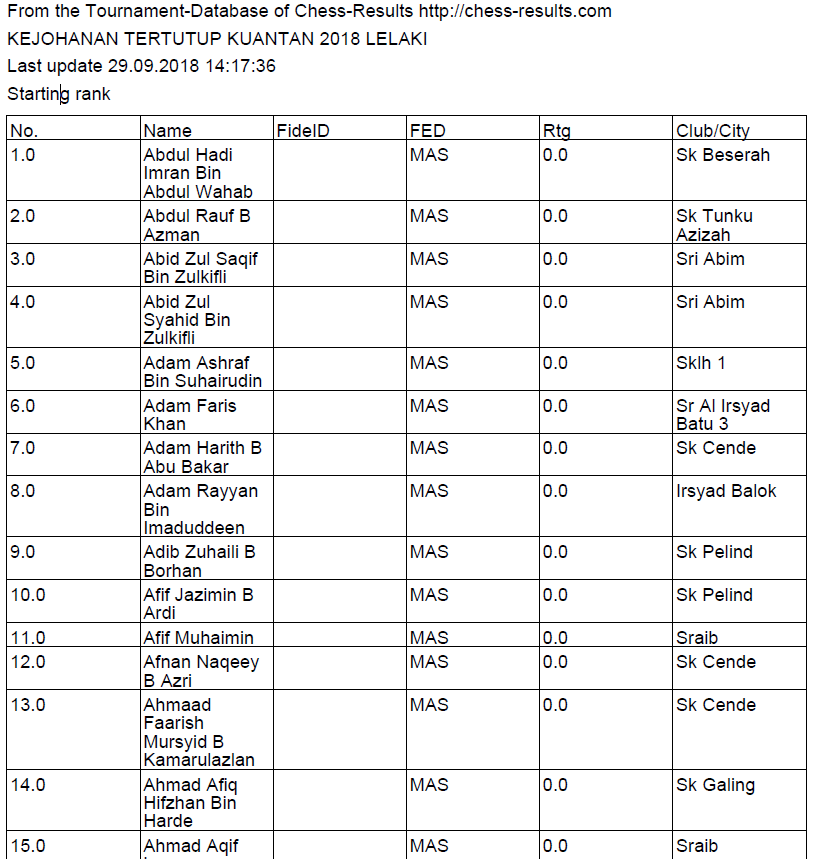 From the Tournament-Database of Chess-Results http://chess-results.com
KEJOHANAN TERTUTUP KUANTAN 2018 LELAKI
Last update 29.09.2018 14:17:36
Starting rank
No. Name FideID FED Rtg Club/City
1.0 Abdul Hadi MAS 0.0 Sk Beserah
Imran Bin
Abdul Wahab
2.0 Abdul Rauf B MAS 0.0 Sk Tunku
Azman Azizah
3.0 Abid Zul Saqif MAS 0.0 Sri Abim
Bin Zulkifli
4.0 Abid Zul MAS 0.0 Sri Abim
Syahid Bin
Zulkifli
5.0 Adam Ashraf MAS 0.0 Sklh 1
Bin Suhairudin
6.0 Adam Faris MAS 0.0 Sr Al Irsyad
Khan Batu 3
7.0 Adam Harith B MAS 0.0 Sk Cende
Abu Bakar
8.0 Adam Rayyan MAS 0.0 Irsyad Balok
Bin
Imaduddeen
9.0 Adib Zuhaili B MAS 0.0 Sk Pelind
Borhan
10.0 Afif Jazimin B MAS 0.0 Sk Pelind
Ardi
11.0 Afif Muhaimin MAS 0.0 Sraib
12.0 Afnan Naqeey MAS 0.0 Sk Cende
B Azri
13.0 Ahmaad MAS 0.0 Sk Cende
Faarish
Mursyid B
Kamarulazlan
14.0 Ahmad Afiq MAS 0.0 Sk Galing
Hifzhan Bin
Harde
15.0 Ahmad Aqif MAS 0.0 Sraib